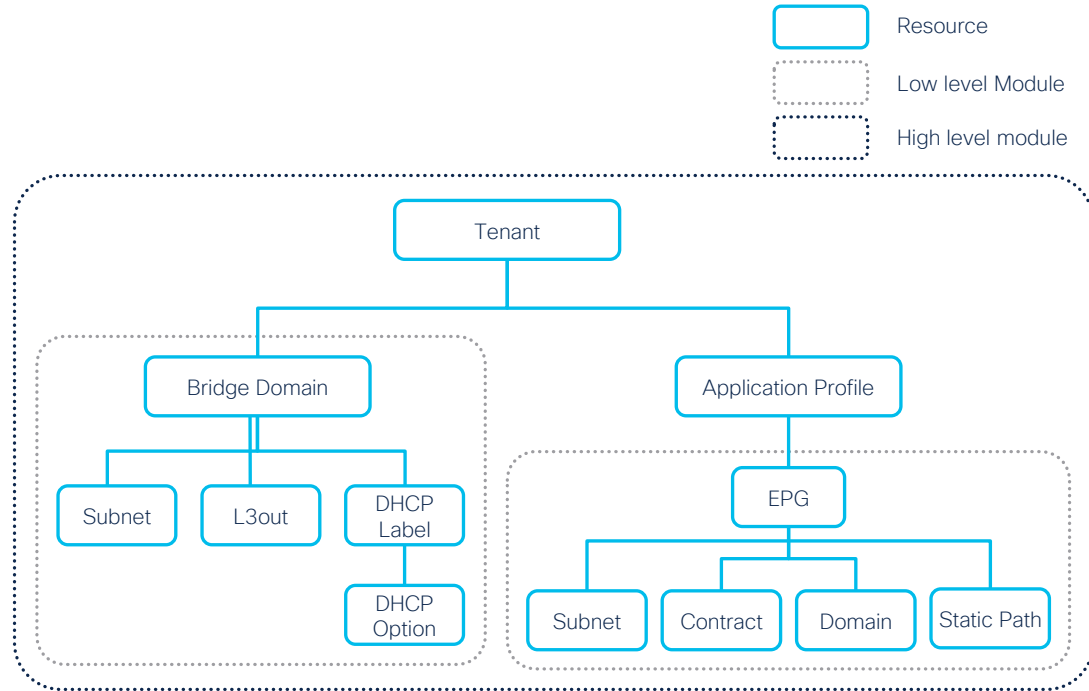 Resource
Low level Module
High level module
Tenant
Bridge Domain
Application Profile
Subnet
L3out
DHCP
Label
DHCP
Option
EPG
Subnet
Contract
Domain
Static Path